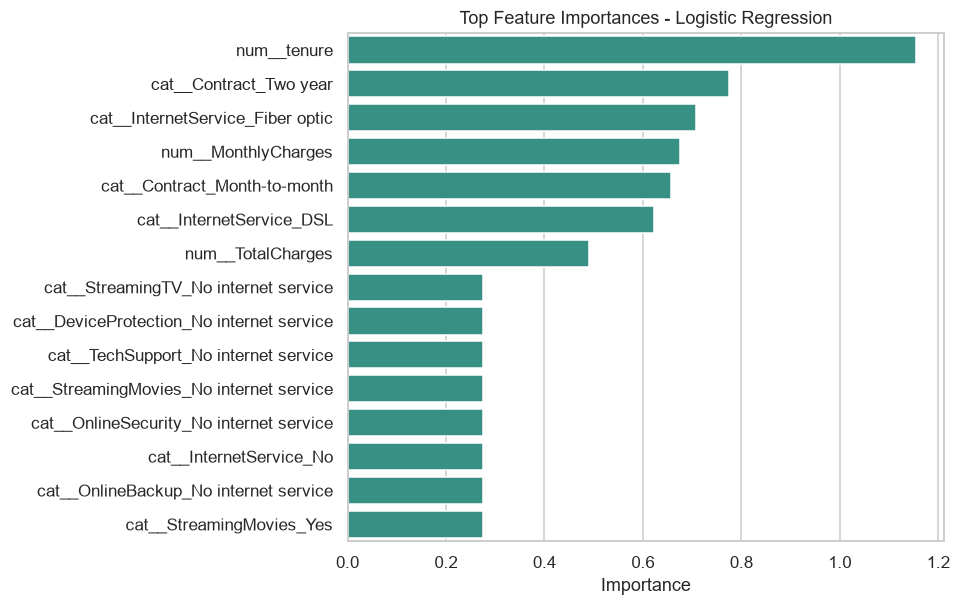 Top Feature Importances - Logistic Regression
num__tenure
cat__Contract_Two year
cat__InternetService_Fiber optic
num__MonthlyCharges
cat__Contract_Month-to-month
cat__InternetService_DSL
num__TotalCharges
cat__StreamingTV_No internet service
cat__DeviceProtection_No internet service
cat__TechSupport_No internet service
cat__StreamingMovies_No internet service
cat__OnlineSecurity_No internet service
cat__InternetService_No
cat__OnlineBackup_No internet service
cat__StreamingMovies_Yes
0.0 0.2 0.4 0.6 0.8 1.0 1.2
Importance